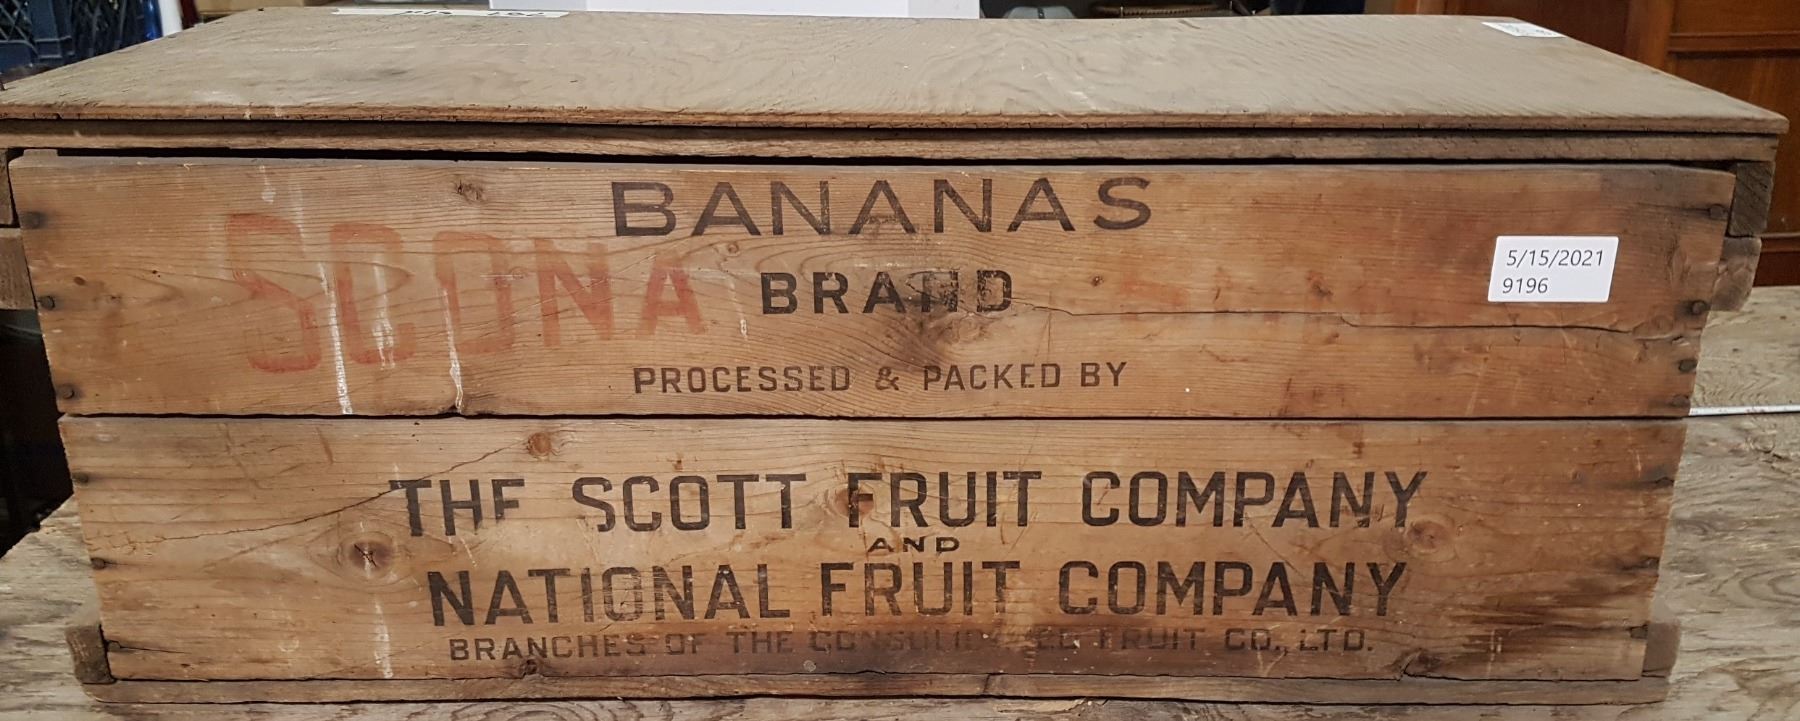 BANANAS
SCONA BRAND
PROCESSED & PACKED BY
THE SCOTT FRUIT COMPANY
AND
NATIONAL FRUIT COMPANY
BRANCHES OF THE CONSOLIDATED FRUIT CO., LTD.
5/15/2021
9196